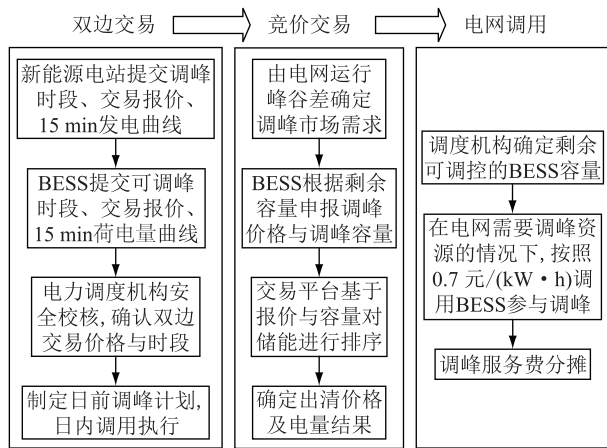 双边交易
竞价交易
电网调用
新能源电站提交调峰
时段、交易报价、
15 min发电曲线
BESS提交可调峰
时段、交易报价、
15 min荷电量曲线
电力调度机构安
全校核, 确认双边
交易价格与时段
制定日前调峰计划,
日内调用执行
由电网运行
峰谷差确定
调峰市场需求
BESS根据剩余
容量申报调峰
价格与调峰容量
交易平台基于
报价与容量对
储能进行排序
确定出清价格
及电量结果
调度机构确定剩余
可调控的BESS容量
在电网需要调峰资
源的情况下, 按照
0.7 元/(kW·h)调
用BESS参与调峰
调峰服务费分摊